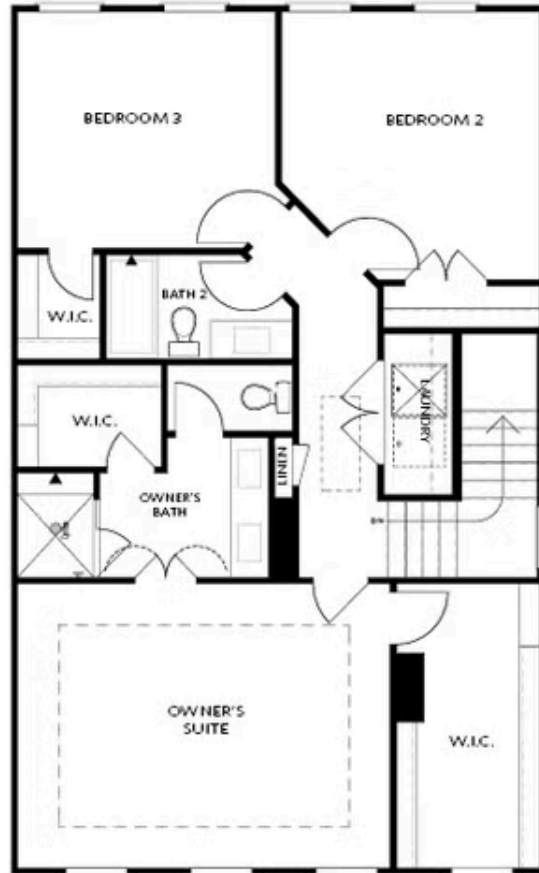 BEDROOM 3
BEDROOM 2
BATH 2
W.I.C.
W.I.C.
LAUNDRY
LINEN
OWNER'S
BATH
DN
OWNER'S
SUITE
W.I.C.